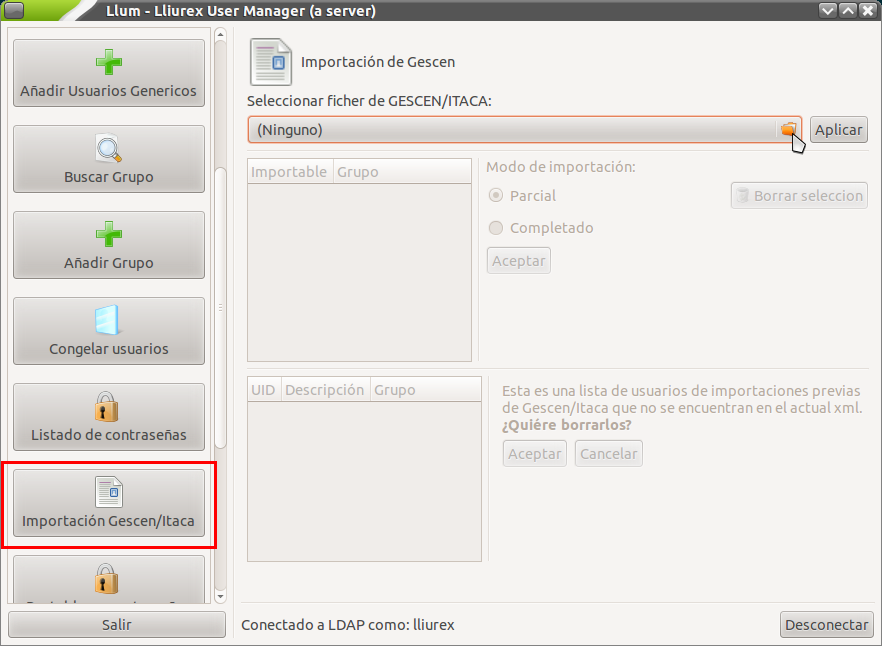 Llum - Lliurex User Manager (a server)
Añadir Usuarios Genericos
Buscar Grupo
Añadir Grupo
Congelar usuarios
Listado de contraseñas
Importación Gescen/Itaca
Salir
Importación de Gescen
Seleccionar ficher de GESCEN/ITACA:
(Ninguno)
Aplicar
Importable Grupo
Modo de importación:
Parcial
Borrar seleccion
Completado
Aceptar
UID Descripción Grupo
Esta es una lista de usuarios de importaciones previas
de Gescen/Itaca que no se encuentran en el actual xml.
¿Quiére borrarlos?
Aceptar Cancelar
Conectado a LDAP como: lliurex
Desconectar